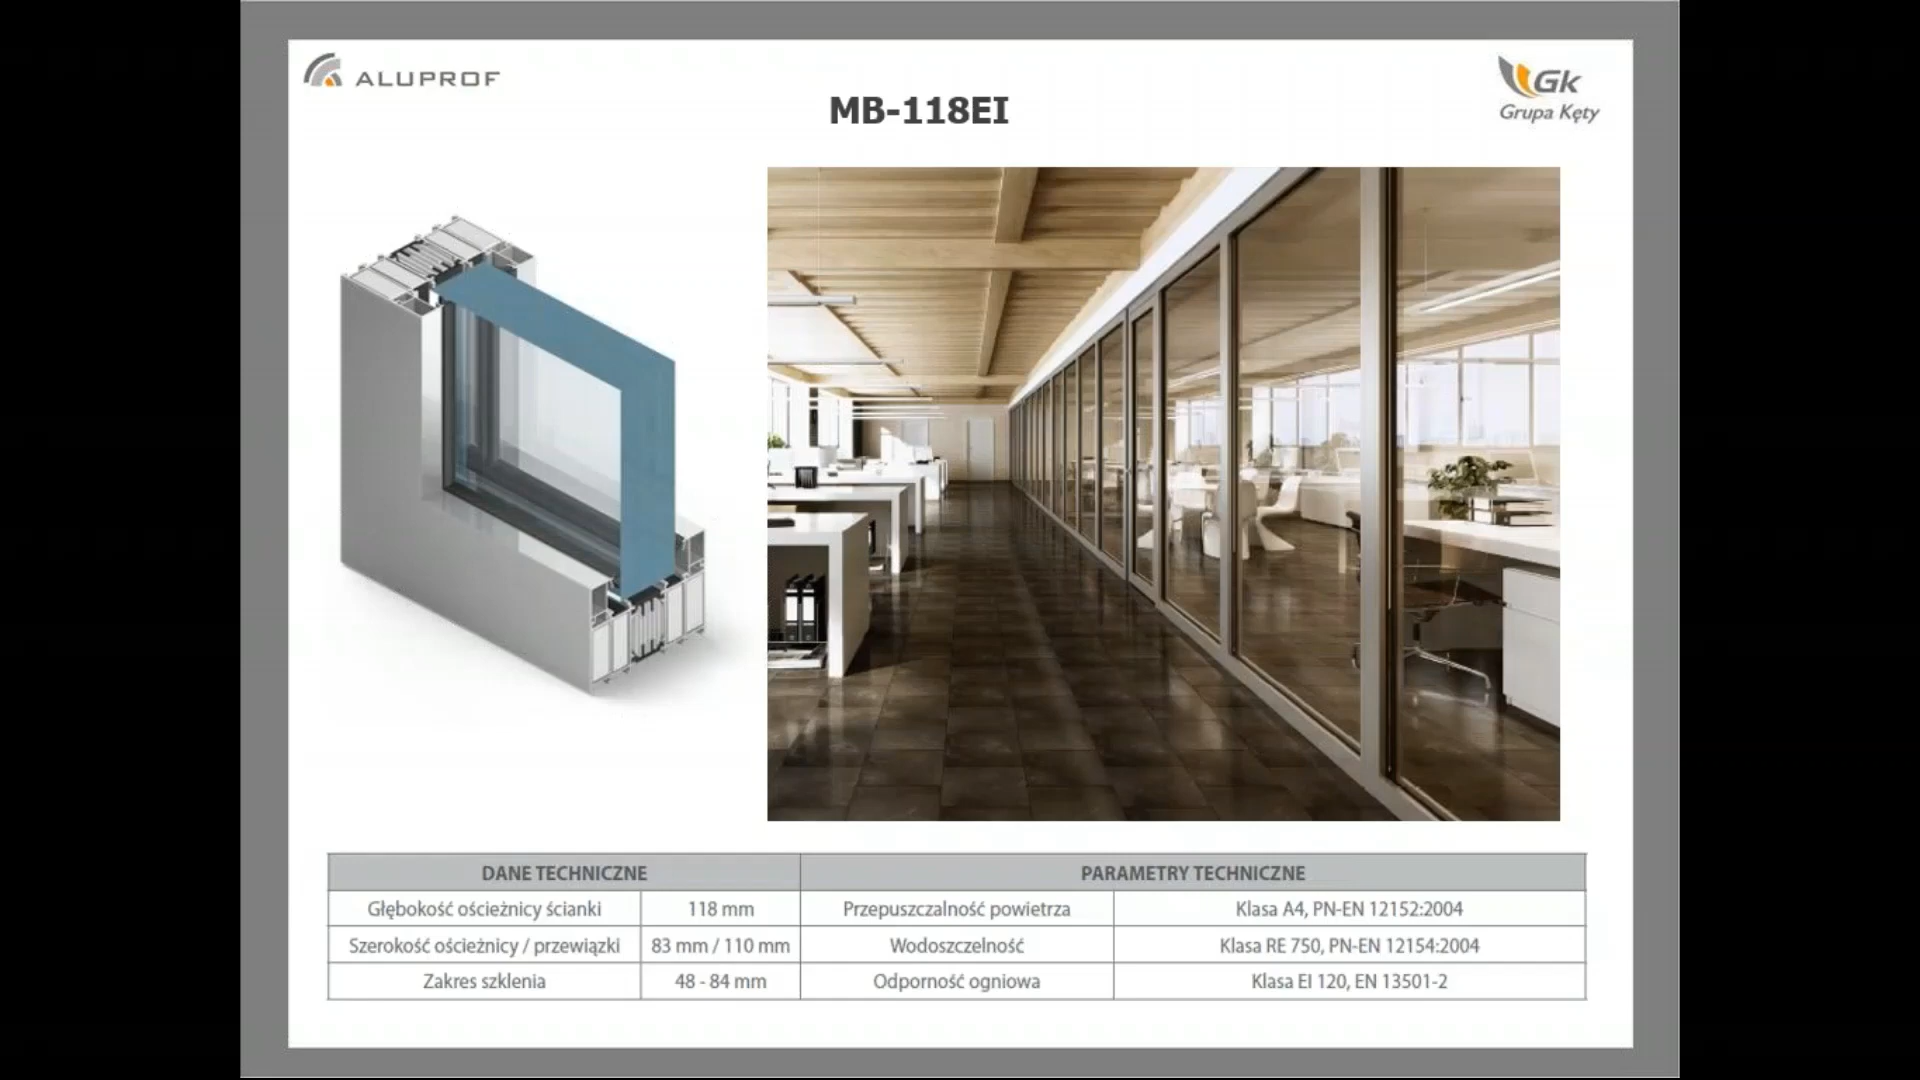 ALUPROF
MB-118EI
Gk
Grupa Kęty
DANE TECHNICZNE
PARAMETRY TECHNICZNE
Głębokość ościeżnicy ścianki
118 mm
Przepuszczalność powietrza
Klasa A4, PN-EN 12152:2004
Szerokość ościeżnicy / przewiązki
83 mm / 110 mm
Wodoszczelność
Klasa RE 750, PN-EN 12154:2004
Zakres szklenia
48 - 84 mm
Odporność ogniowa
Klasa EI 120, EN 13501-2